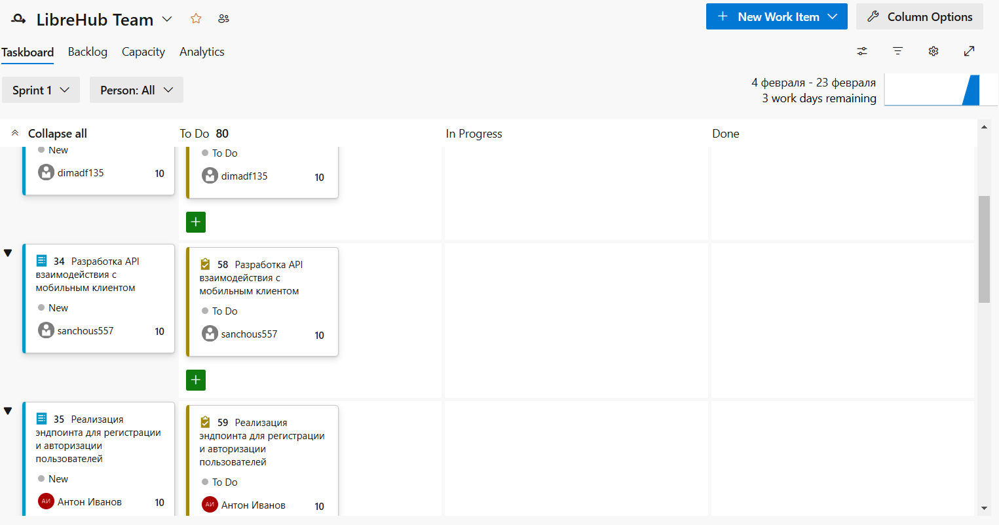 LibreHub Team
New Work Item
Column Options
Taskboard
Backlog
Capacity
Analytics
Sprint 1
Person: All
4 февраля - 23 февраля
3 work days remaining
Collapse all
To Do 80
In Progress
Done
New
dimadf135 10
To Do
dimadf135 10
34 Разработка API
взаимодействия с
мобильным клиентом
New
sanchous557 10
58 Разработка API
взаимодействия с
мобильным клиентом
To Do
sanchous557 10
35 Реализация
эндпоинта для регистрации
и авторизации
пользователей
New
АИ Антон Иванов 10
59 Реализация
эндпоинта для регистрации
и авторизации
пользователей
To Do
АИ Антон Иванов 10